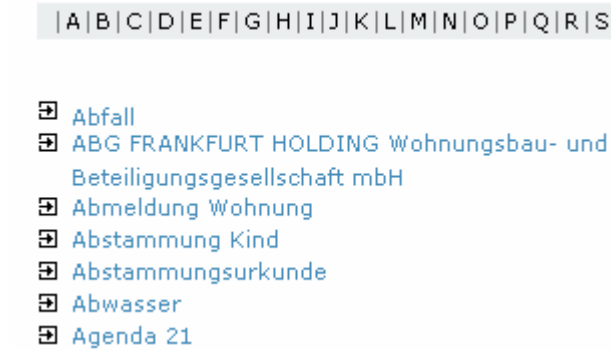 |A|B|C|D|E|F|G|H|I|J|K|L|M|N|O|P|Q|R|S
Abfall
ABG FRANKFURT HOLDING Wohnungsbau- und
Beteiligungsgesellschaft mbH
Abmeldung Wohnung
Abstammung Kind
Abstammungsurkunde
Abwasser
Agenda 21